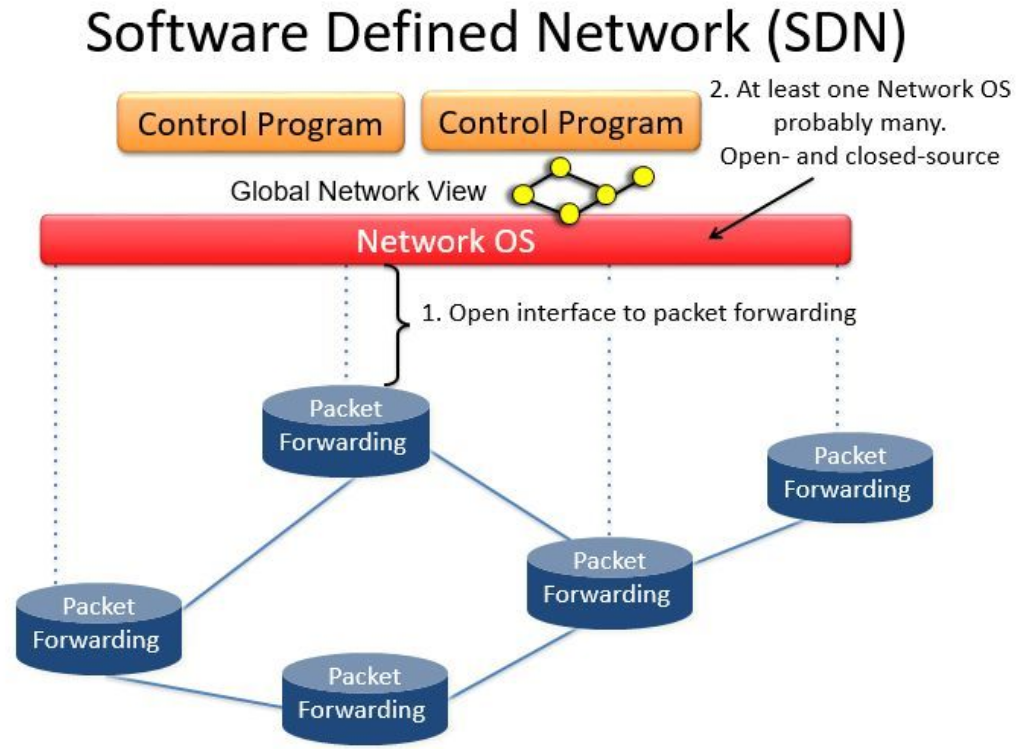 Software Defined Network (SDN)
Control Program
Control Program
2. At least one Network OS
probably many.
Open- and closed-source
Global Network View
Network OS
1. Open interface to packet forwarding
Packet
Forwarding
Packet
Forwarding
Packet
Forwarding
Packet
Forwarding
Packet
Forwarding